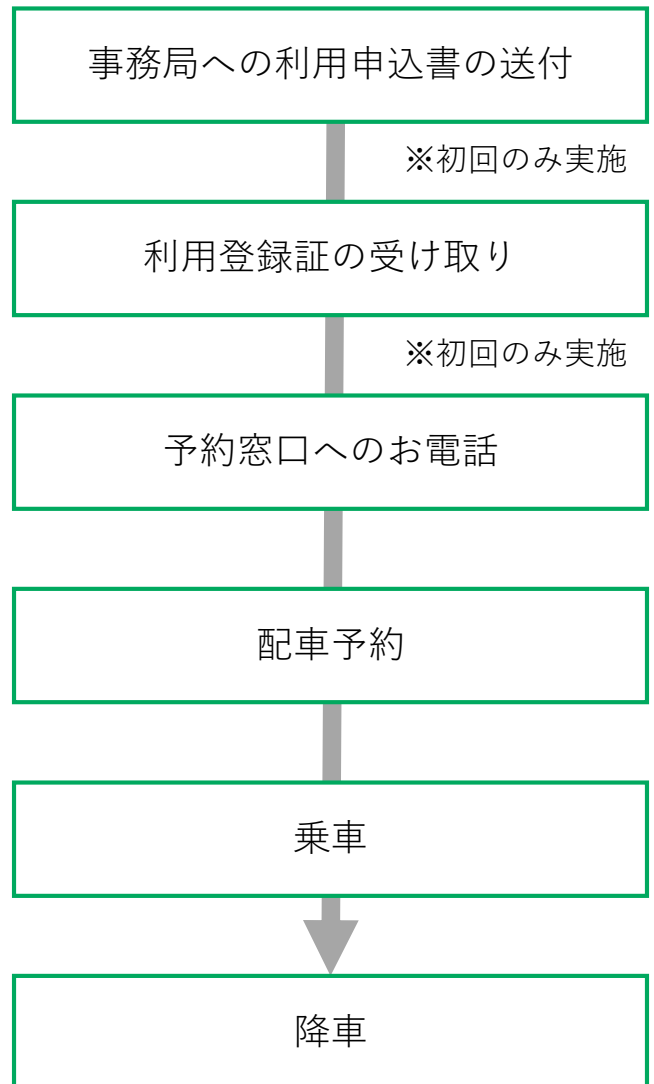 事務局への利用申込書の送付
※初回のみ実施
利用登録証の受け取り
※初回のみ実施
予約窓口へのお電話
配車予約
乗車
降車